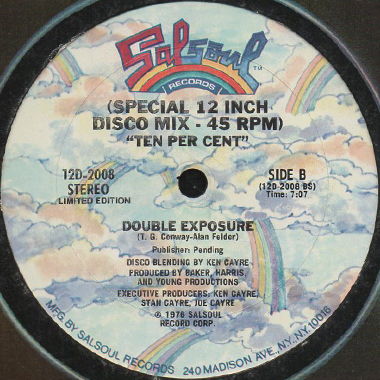 Salsoul
TM
RECORDS
(SPECIAL 12 INCH
DISCO MIX - 45 RPM)
"TEN PER CENT"
12D-2008
STEREO
LIMITED EDITION
SIDE B
(12D-2008 BS)
Time: 7:07
DOUBLE EXPOSURE
(T. G. Conway-Alan Felder)
Publisher: Pending
DISCO BLENDING BY KEN CAYRE
PRODUCED BY BAKER, HARRIS,
AND YOUNG PRODUCTIONS
EXECUTIVE PRODUCERS, KEN CAYRE,
STAN CAYRE, JOE CAYRE
℗ 1976 SALSOUL
RECORD CORP.
MFG. BY SALSOUL RECORDS 240 MADISON AVE., N.Y., N.Y. 10016